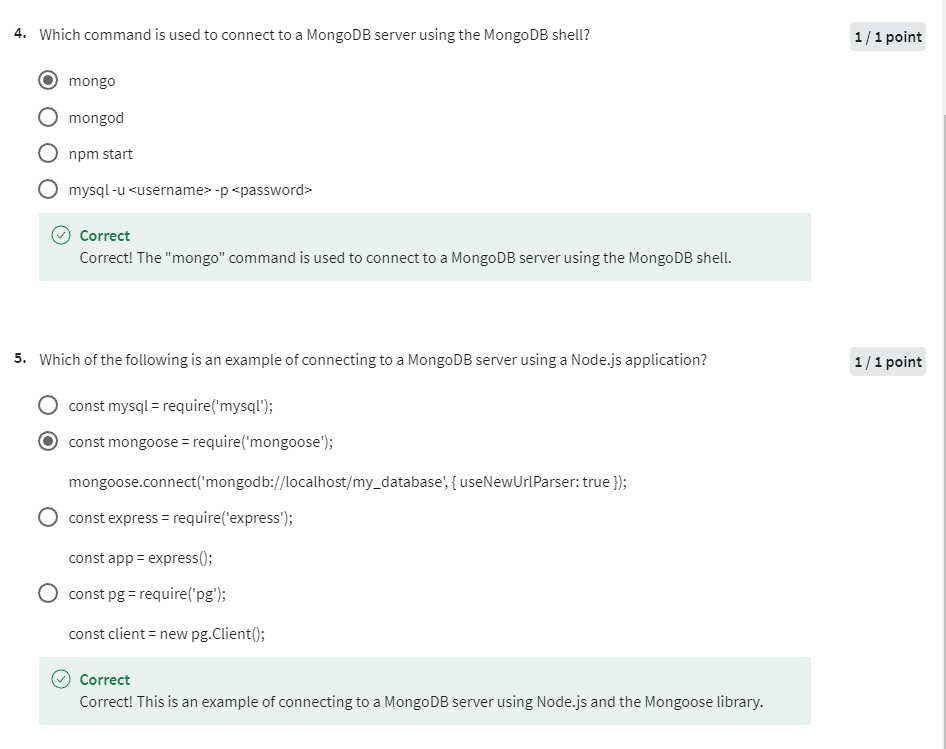 4. Which command is used to connect to a MongoDB server using the MongoDB shell?
1 / 1 point
mongo
mongod
npm start
mysql -u <username> -p <password>
Correct
Correct! The "mongo" command is used to connect to a MongoDB server using the MongoDB shell.
5. Which of the following is an example of connecting to a MongoDB server using a Node.js application?
1 / 1 point
const mysql = require('mysql');
const mongoose = require('mongoose');
mongoose.connect('mongodb://localhost/my_database', { useNewUrlParser: true });
const express = require('express');
const app = express();
const pg = require('pg');
const client = new pg.Client();
Correct
Correct! This is an example of connecting to a MongoDB server using Node.js and the Mongoose library.